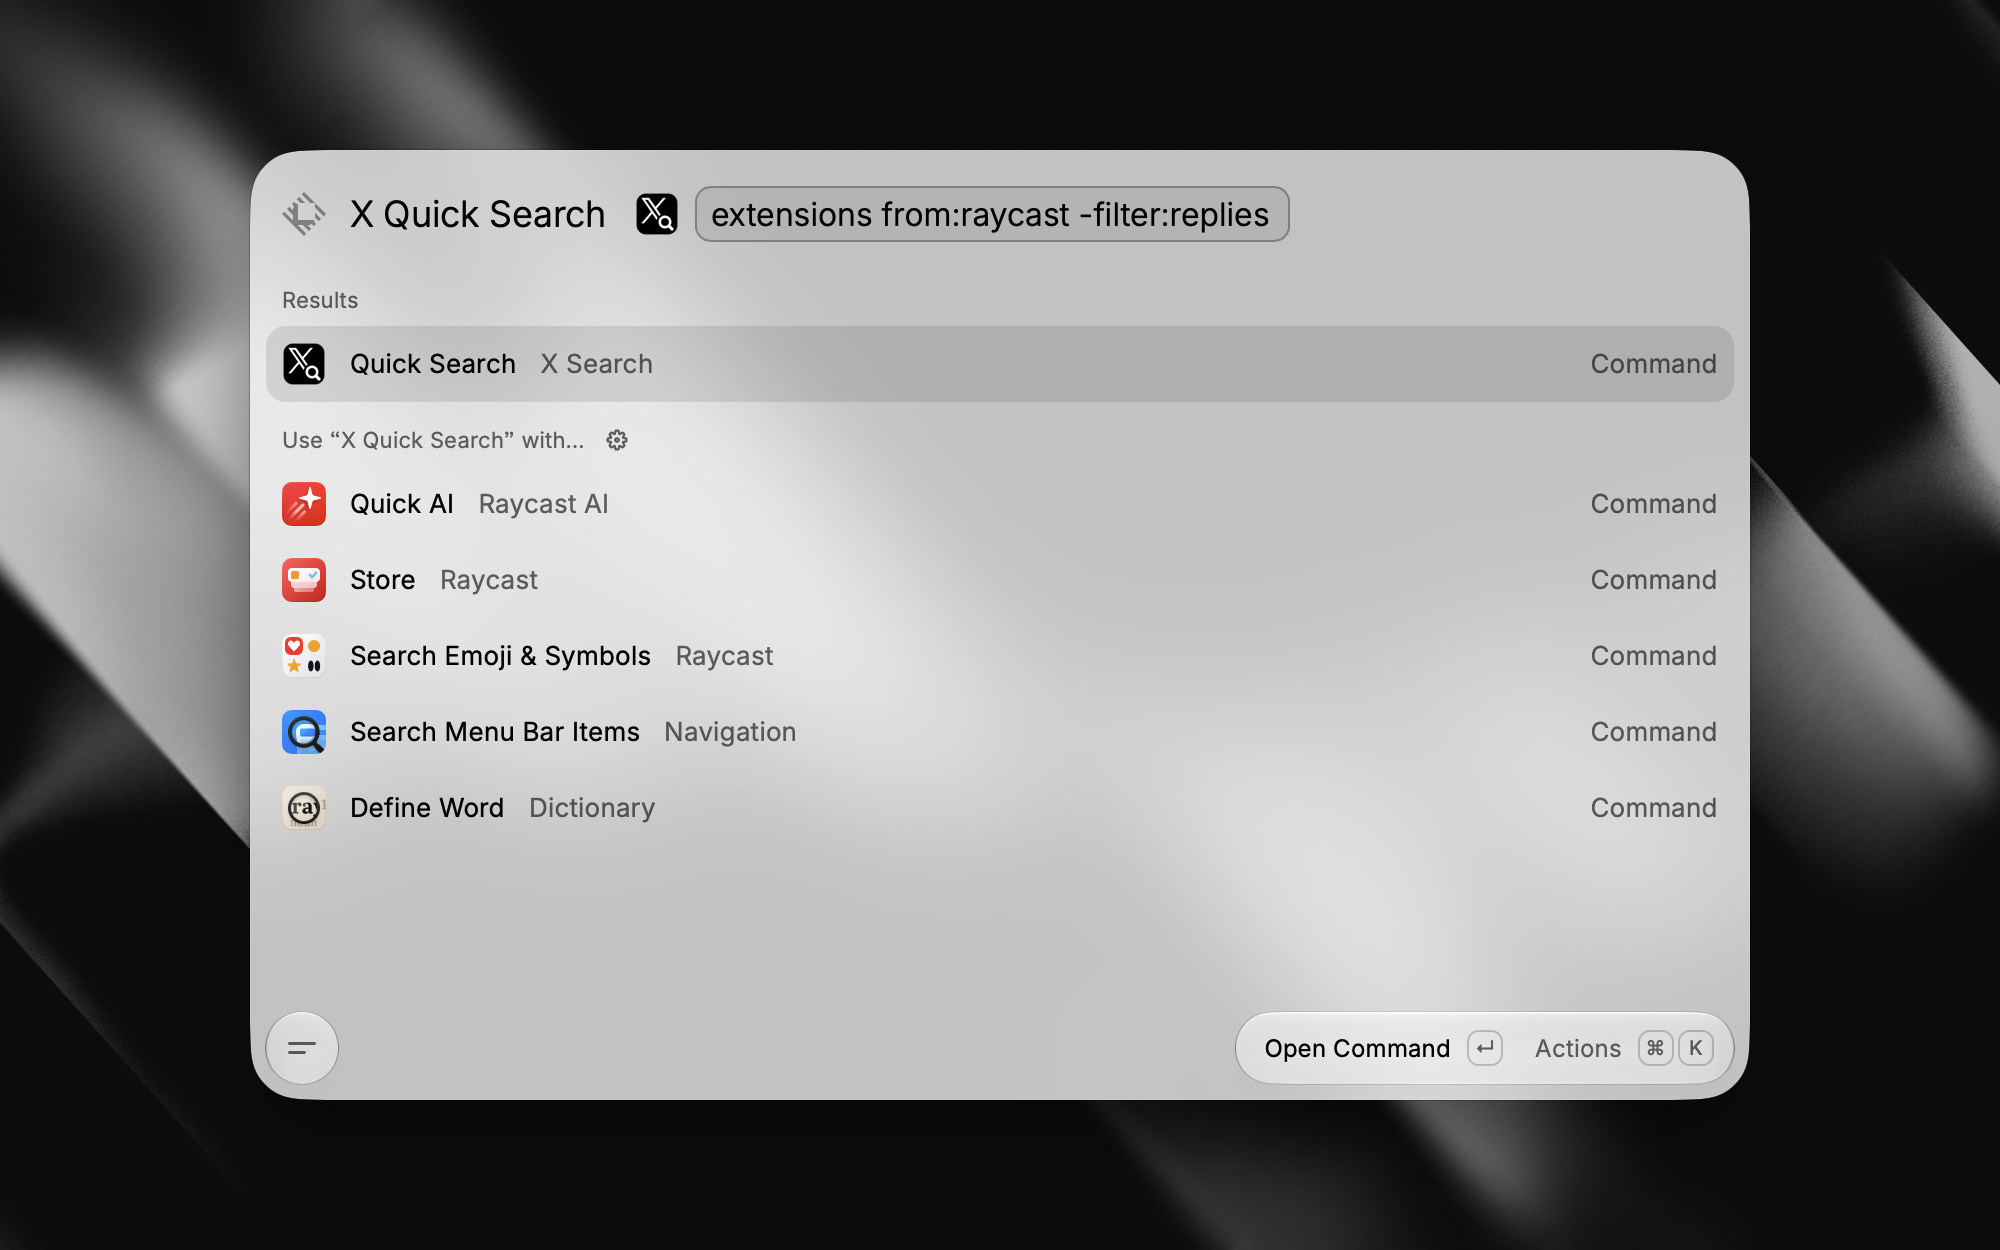 X Quick Search extensions from:raycast -filter:replies
Results
Quick Search X Search Command
Use “X Quick Search” with...
Quick AI Raycast AI Command
Store Raycast Command
Search Emoji & Symbols Raycast Command
Search Menu Bar Items Navigation Command
ray
Define Word Dictionary Command
Open Command ↵ Actions ⌘ K